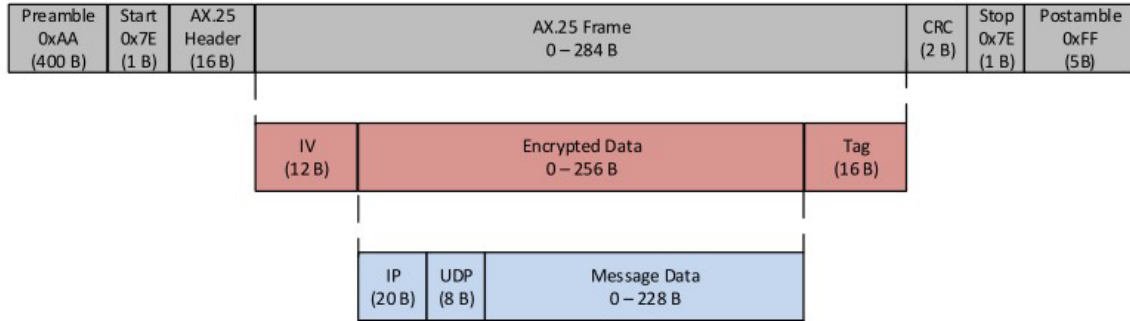 Preamble
0xAA
(400 B)
Start
0x7E
(1 B)
AX.25
Header
(16 B)
AX.25 Frame
0 – 284 B
CRC
(2 B)
Stop
0x7E
(1 B)
Postamble
0xFF
(5B)
IV
(12 B)
Encrypted Data
0 – 256 B
Tag
(16 B)
IP
(20 B)
UDP
(8 B)
Message Data
0 – 228 B